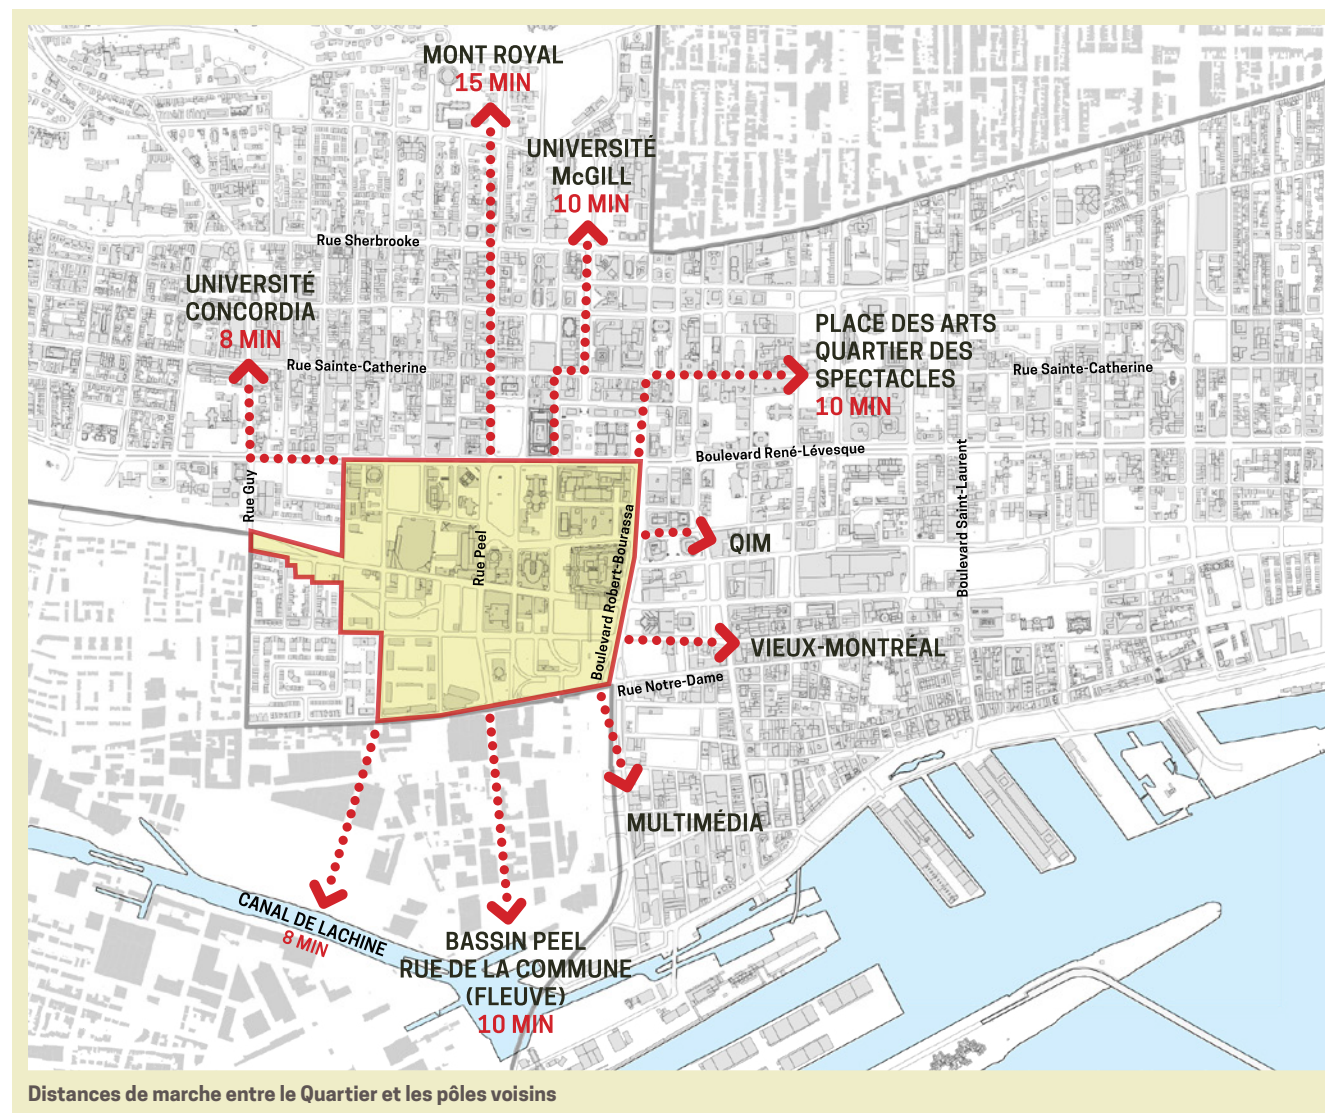 MONT ROYAL
15 MIN
UNIVERSITÉ
McGILL
10 MIN
Rue Sherbrooke
UNIVERSITÉ
CONCORDIA
8 MIN
Rue Sainte-Catherine
PLACE DES ARTS
QUARTIER DES
SPECTACLES
10 MIN
Rue Sainte-Catherine
Boulevard René-Lévesque
Rue Guy
Rue Peel
Boulevard Robert-Bourassa
Boulevard Saint-Laurent
QIM
VIEUX-MONTRÉAL
Rue Notre-Dame
MULTIMÉDIA
CANAL DE LACHINE
8 MIN
BASSIN PEEL
RUE DE LA COMMUNE
(FLEUVE)
10 MIN
Distances de marche entre le Quartier et les pôles voisins